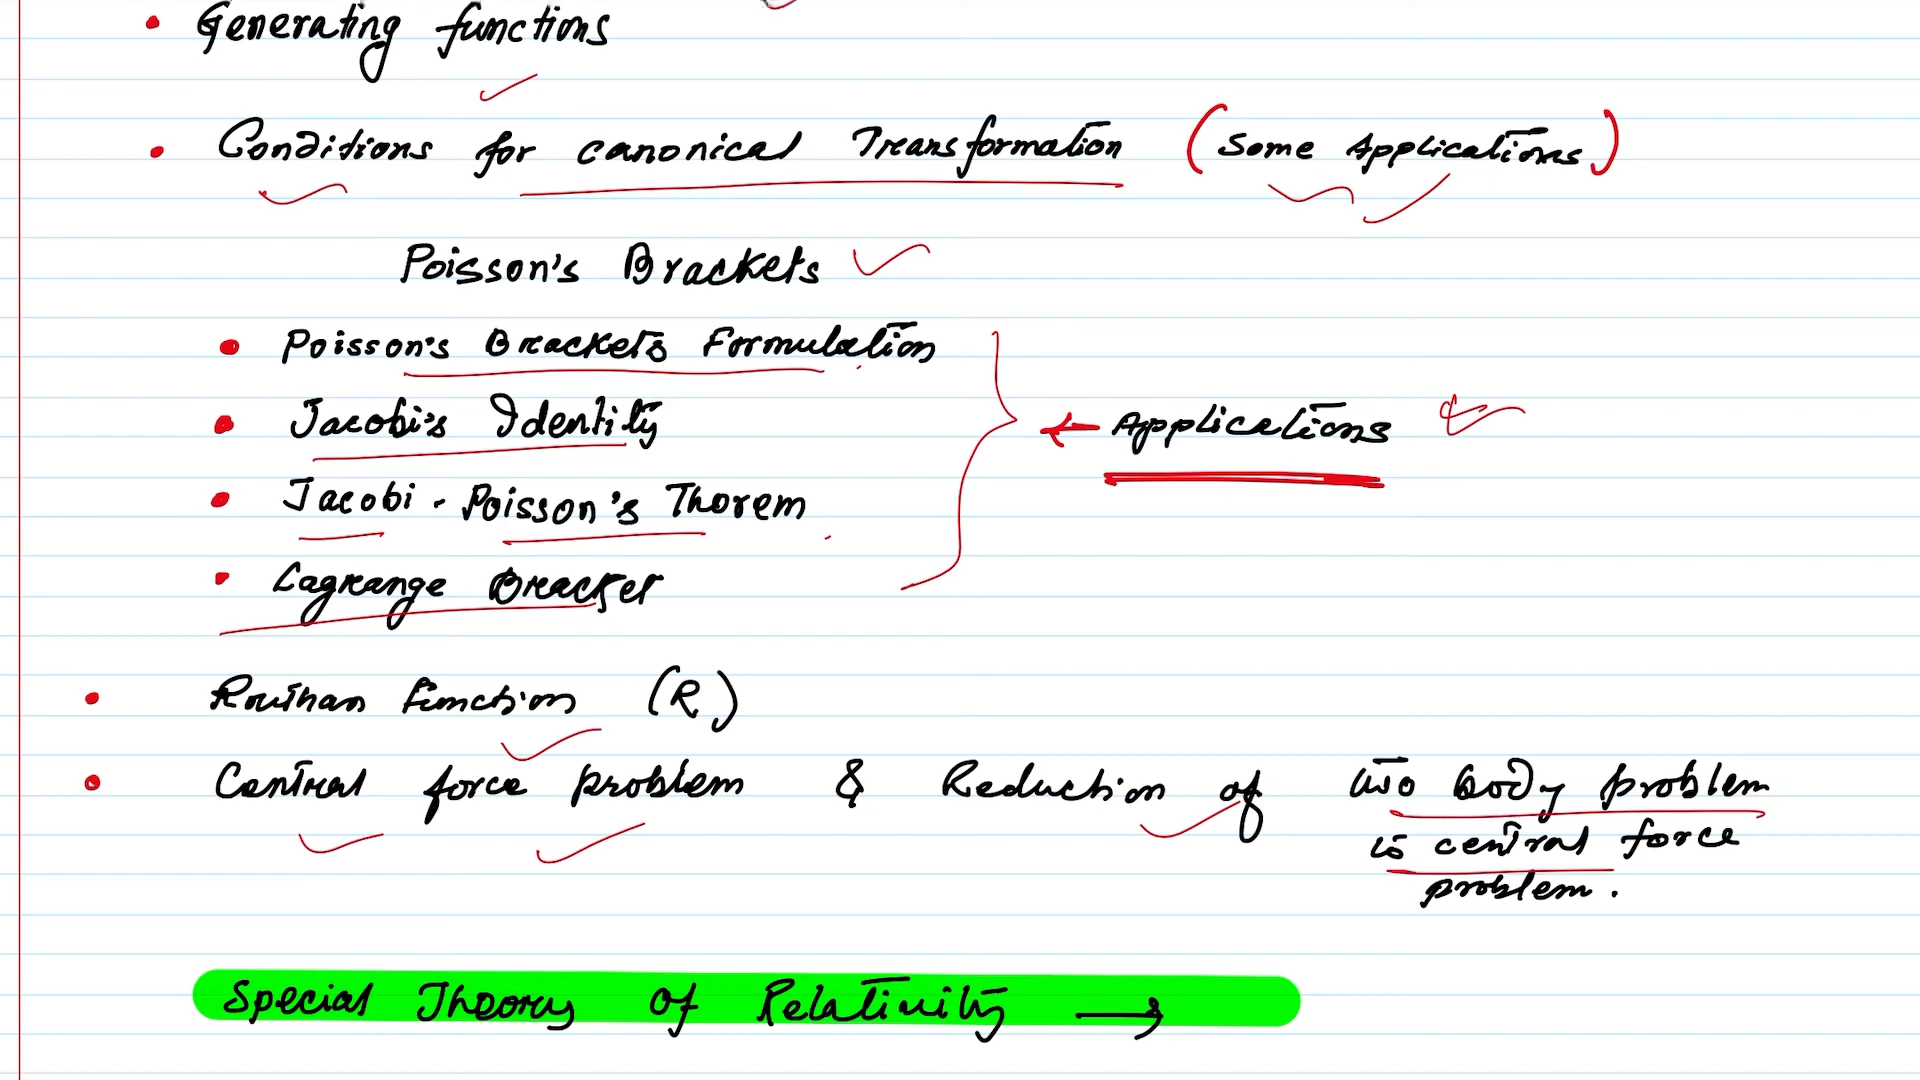 • Generating functions
• Conditions for canonical Transformation (Some Applications)
Poisson's Brackets
• Poisson's Brackets Formulation
• Jacobi's Identity
← Applications
• Jacobi - Poisson's Thorem
• Lagrange Bracket
• Routhan Function (R)
• Central force problem & Reduction of two body problem
to central force
problem.
Special Theory of Relativity →